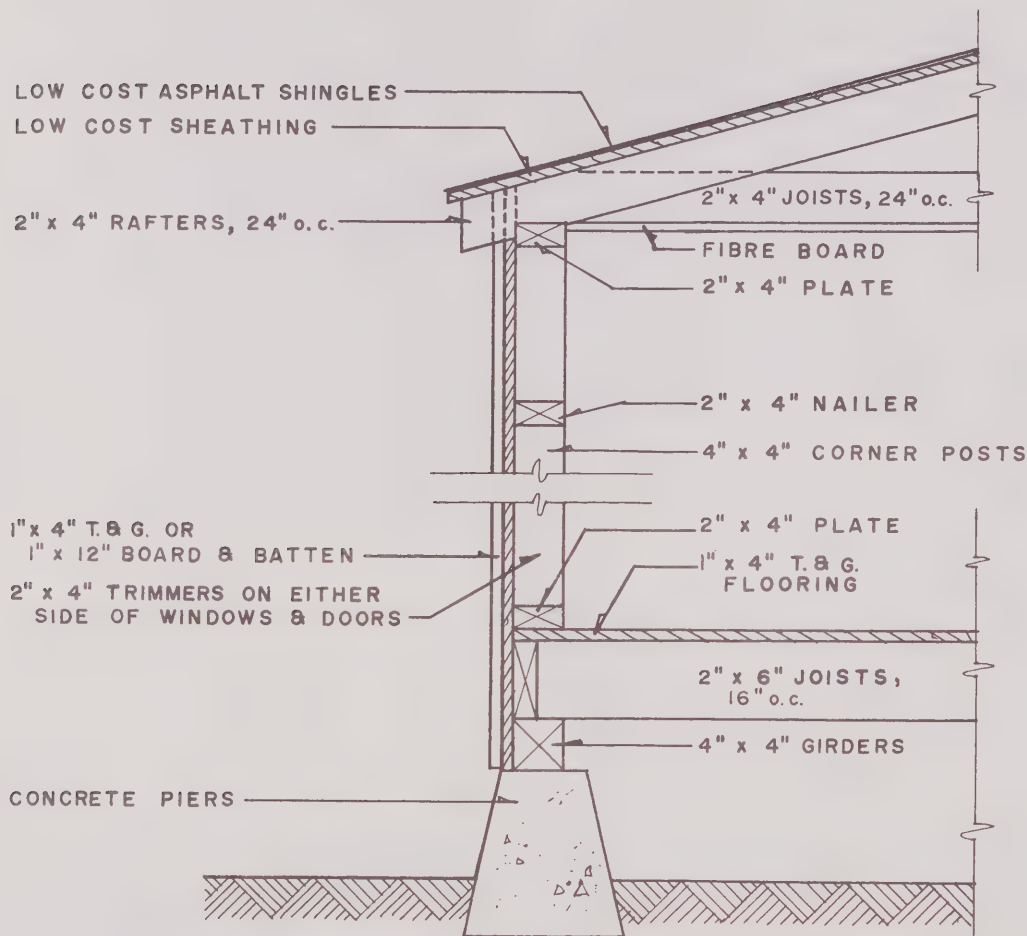 LOW COST ASPHALT SHINGLES
LOW COST SHEATHING
2" x 4" RAFTERS, 24" o.c.
2" x 4" JOISTS, 24" o.c.
FIBRE BOARD
2" x 4" PLATE
2" x 4" NAILER
4" x 4" CORNER POSTS
1" x 4" T. & G. OR
1" x 12" BOARD & BATTEN
2" x 4" TRIMMERS ON EITHER
SIDE OF WINDOWS & DOORS
2" x 4" PLATE
1" x 4" T. & G.
FLOORING
2" x 6" JOISTS,
16" o.c.
4" x 4" GIRDERS
CONCRETE PIERS